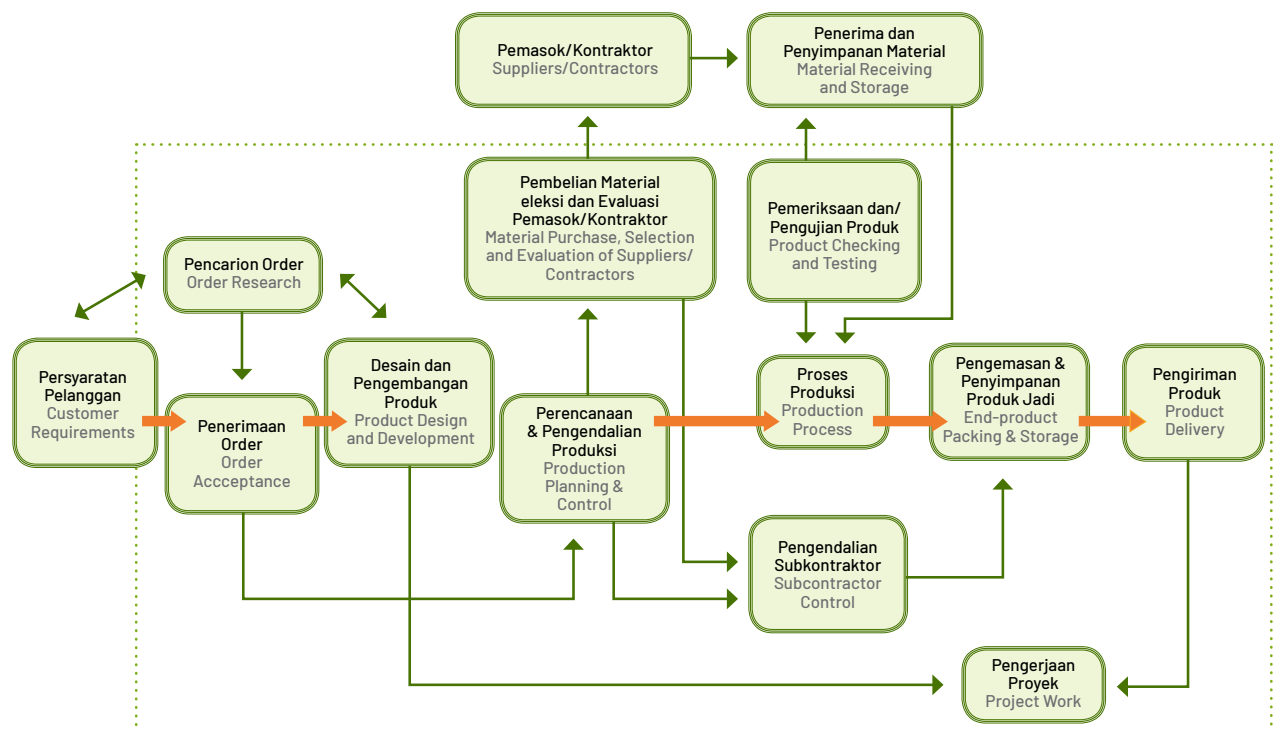 Pemasok/Kontraktor
Suppliers/Contractors
Penerima dan
Penyimpanan Material
Material Receiving
and Storage
Pembelian Material
eleksi dan Evaluasi
Pemasok/Kontraktor
Material Purchase, Selection
and Evaluation of Suppliers/
Contractors
Pemeriksaan dan/
Pengujian Produk
Product Checking
and Testing
Pencarion Order
Order Research
Persyaratan
Pelanggan
Customer
Requirements
Penerimaan
Order
Order
Accceptance
Desain dan
Pengembangan
Produk
Product Design
and Development
Perencanaan
& Pengendalian
Produksi
Production
Planning &
Control
Proses
Produksi
Production
Process
Pengemasan &
Penyimpanan
Produk Jadi
End-product
Packing & Storage
Pengiriman
Produk
Product
Delivery
Pengendalian
Subkontraktor
Subcontractor
Control
Pengerjaan
Proyek
Project Work